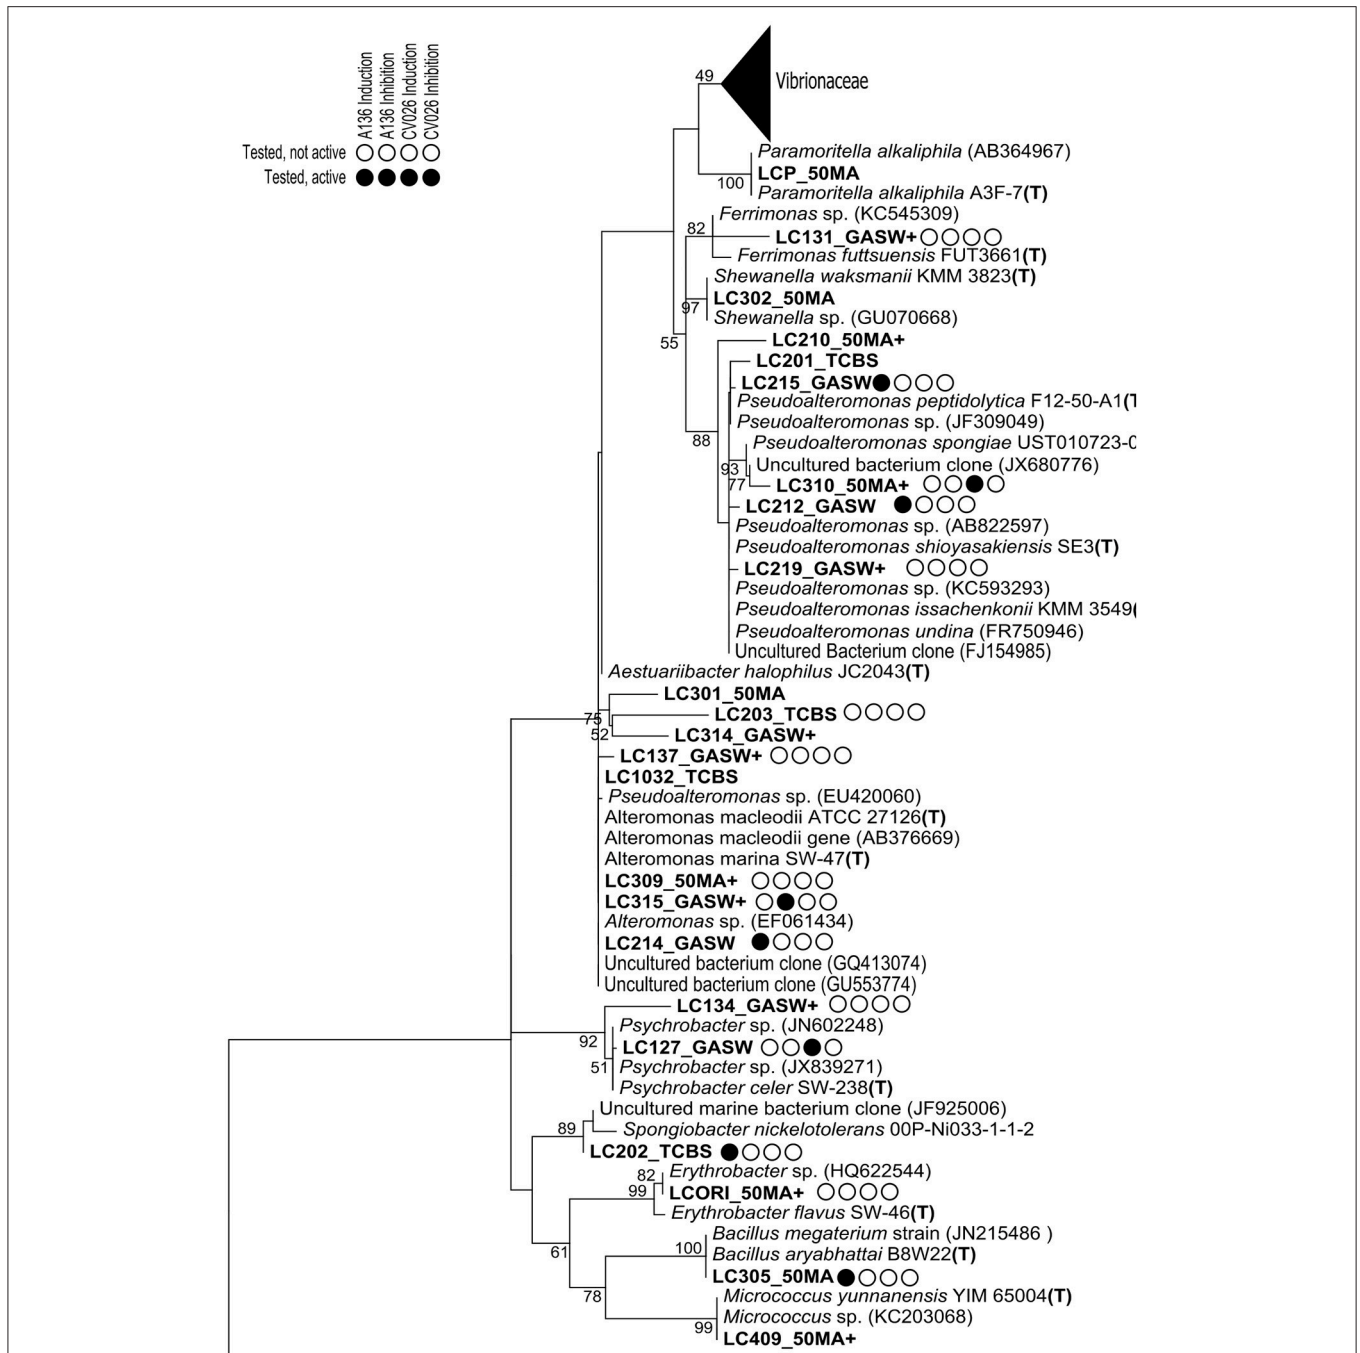 A136 Induction
A136 Inhibition
CV026 Induction
CV026 Inhibition
Tested, not active
Tested, active
49
Vibrionaceae
Paramoritella alkaliphila (AB364967)
LCP_50MA
100
Paramoritella alkaliphila A3F-7(T)
Ferrimonas sp. (KC545309)
82
LC131_GASW+
Ferrimonas futtsuensis FUT3661(T)
Shewanella waksmanii KMM 3823(T)
LC302_50MA
97
Shewanella sp. (GU070668)
55
LC210_50MA+
LC201_TCBS
LC215_GASW
Pseudoalteromonas peptidolytica F12-50-A1(T
Pseudoalteromonas sp. (JF309049)
88
Pseudoalteromonas spongiae UST010723-0
Uncultured bacterium clone (JX680776)
93
77
LC310_50MA+
LC212_GASW
Pseudoalteromonas sp. (AB822597)
Pseudoalteromonas shioyasakiensis SE3(T)
LC219_GASW+
Pseudoalteromonas sp. (KC593293)
Pseudoalteromonas issachenkonii KMM 3549(
Pseudoalteromonas undina (FR750946)
Uncultured Bacterium clone (FJ154985)
Aestuariibacter halophilus JC2043(T)
LC301_50MA
75
LC203_TCBS
52
LC314_GASW+
LC137_GASW+
LC1032_TCBS
Pseudoalteromonas sp. (EU420060)
Alteromonas macleodii ATCC 27126(T)
Alteromonas macleodii gene (AB376669)
Alteromonas marina SW-47(T)
LC309_50MA+
LC315_GASW+
Alteromonas sp. (EF061434)
LC214_GASW
Uncultured bacterium clone (GQ413074)
Uncultured bacterium clone (GU553774)
LC134_GASW+
Psychrobacter sp. (JN602248)
92
LC127_GASW
51
Psychrobacter sp. (JX839271)
Psychrobacter celer SW-238(T)
Uncultured marine bacterium clone (JF925006)
89
Spongiobacter nickelotolerans 00P-Ni033-1-1-2
LC202_TCBS
82
Erythrobacter sp. (HQ622544)
99
LCORI_50MA+
Erythrobacter flavus SW-46(T)
Bacillus megaterium strain (JN215486 )
61
100
Bacillus aryabhattai B8W22(T)
LC305_50MA
78
Micrococcus yunnanensis YIM 65004(T)
Micrococcus sp. (KC203068)
99
LC409_50MA+